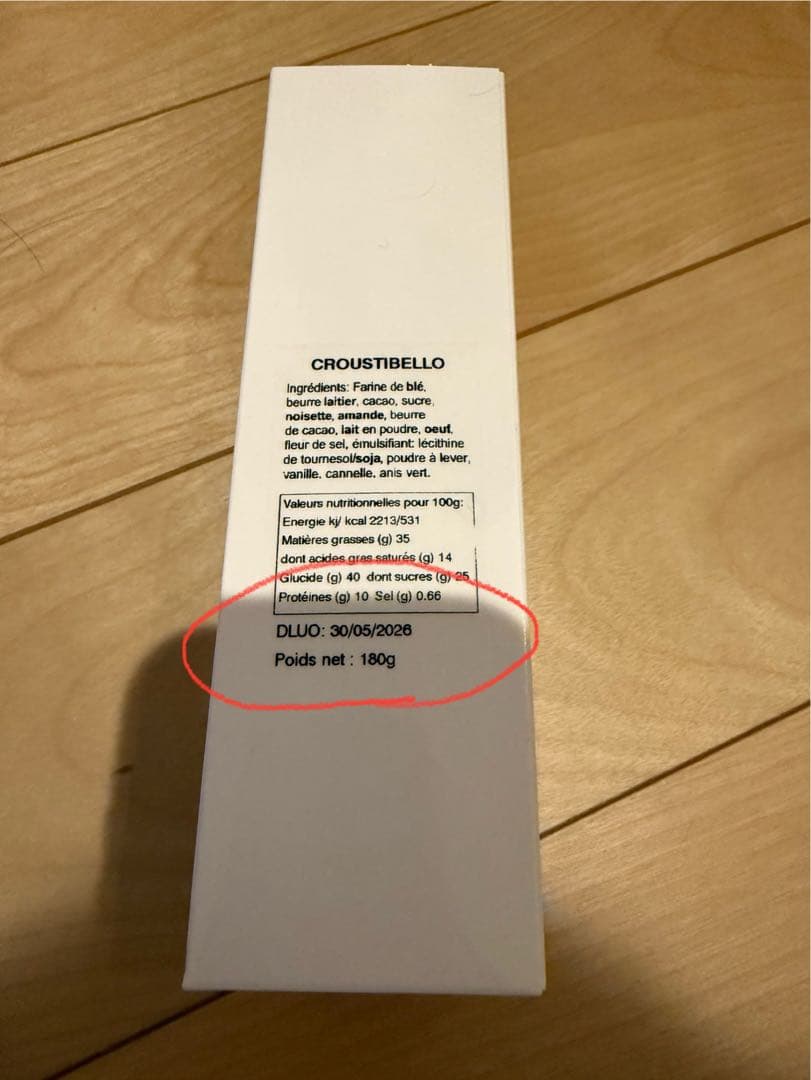 CROUSTIBELLO
Ingrédients: Farine de blé,
beurre laitier, cacao, sucre,
noisette, amande, beurre
de cacao, lait en poudre, oeuf,
fleur de sel, émulsifiant: lécithine
de tournesol/soja, poudre à lever,
vanille, cannelle, anis vert.
Valeurs nutritionnelles pour 100g:
Energie kj/ kcal 2213/531
Matières grasses (g) 35
dont acides gras saturés (g) 14
Glucide (g) 40 dont sucres (g) 25
Protéines (g) 10 Sel (g) 0.66
DLUO: 30/05/2026
Poids net : 180g